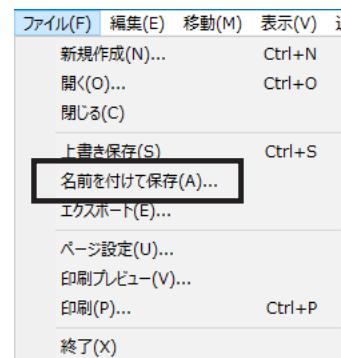 ファイル(F) 編集(E) 移動(M) 表示(V)
新規作成(N)... Ctrl+N
開く(O)... Ctrl+O
閉じる(C)
上書き保存(S) Ctrl+S
名前を付けて保存(A)...
エクスポート(E)...
ページ設定(U)...
印刷プレビュー(V)...
印刷(P)... Ctrl+P
終了(X)